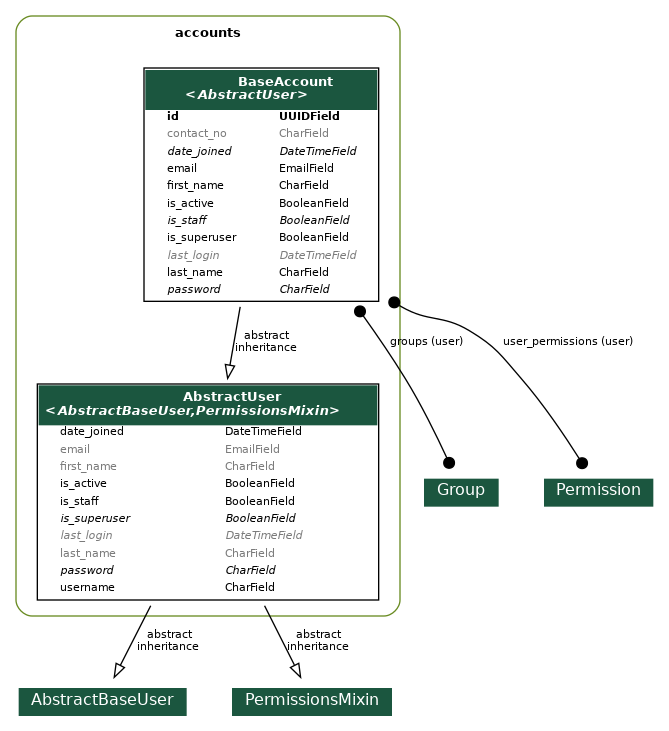 accounts
BaseAccount
<AbstractUser>
id UUIDField
contact_no CharField
date_joined DateTimeField
email EmailField
first_name CharField
is_active BooleanField
is_staff BooleanField
is_superuser BooleanField
last_login DateTimeField
last_name CharField
password CharField
abstract
inheritance
groups (user)
user_permissions (user)
AbstractUser
<AbstractBaseUser,PermissionsMixin>
date_joined DateTimeField
email EmailField
first_name CharField
is_active BooleanField
is_staff BooleanField
is_superuser BooleanField
last_login DateTimeField
last_name CharField
password CharField
username CharField
Group
Permission
abstract
inheritance
abstract
inheritance
AbstractBaseUser
PermissionsMixin